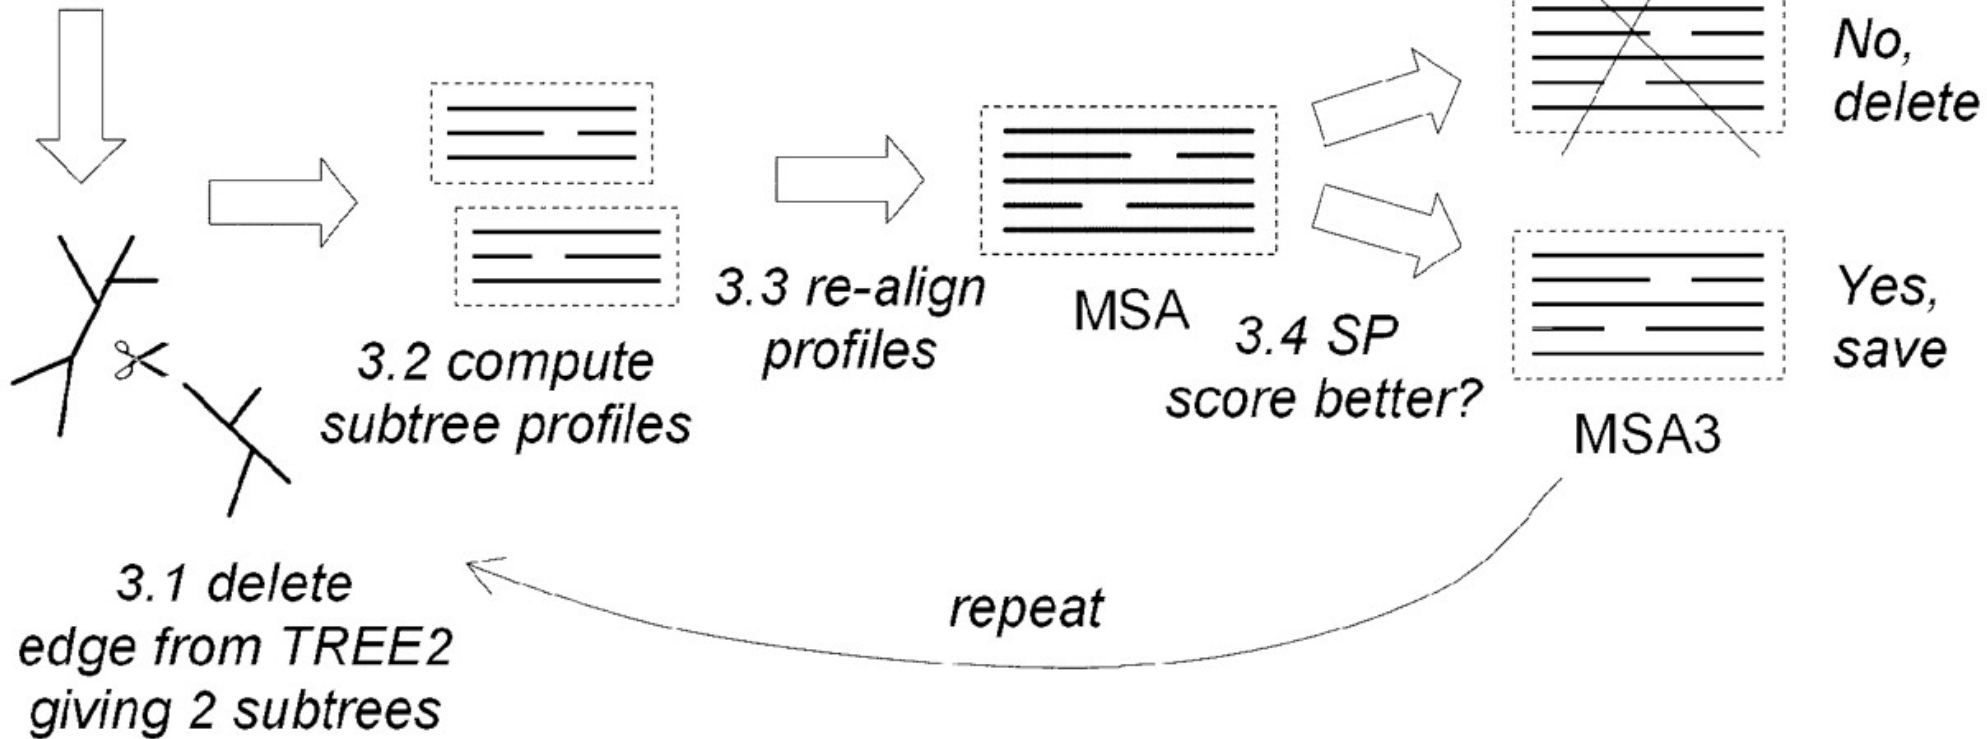 No,
delete
3.3 re-align
profiles
MSA
3.4 SP
score better?
Yes,
save
3.2 compute
subtree profiles
MSA3
3.1 delete
edge from TREE2
giving 2 subtrees
repeat